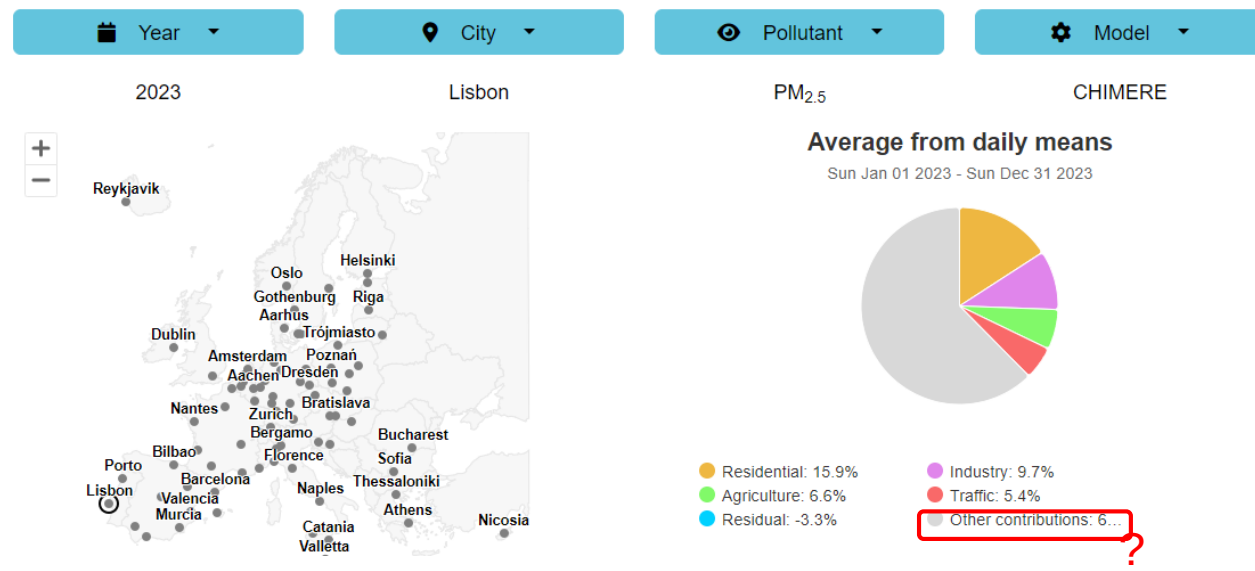 Year
City
Pollutant
Model
2023
Lisbon
PM2.5
CHIMERE
+
−
Reykjavik
Helsinki
Oslo
Gothenburg
Riga
Aarhus
Trójmiasto
Dublin
Amsterdam
Poznań
Aachen
Dresden
Nantes
Zurich
Bratislava
Bergamo
Bucharest
Bilbao
Florence
Sofia
Porto
Barcelona
Thessaloniki
Lisbon
Valencia
Naples
Murcia
Athens
Catania
Nicosia
Valletta
Average from daily means
Sun Jan 01 2023 - Sun Dec 31 2023
Residential: 15.9%
Industry: 9.7%
Agriculture: 6.6%
Traffic: 5.4%
Residual: -3.3%
Other contributions: 6...
?